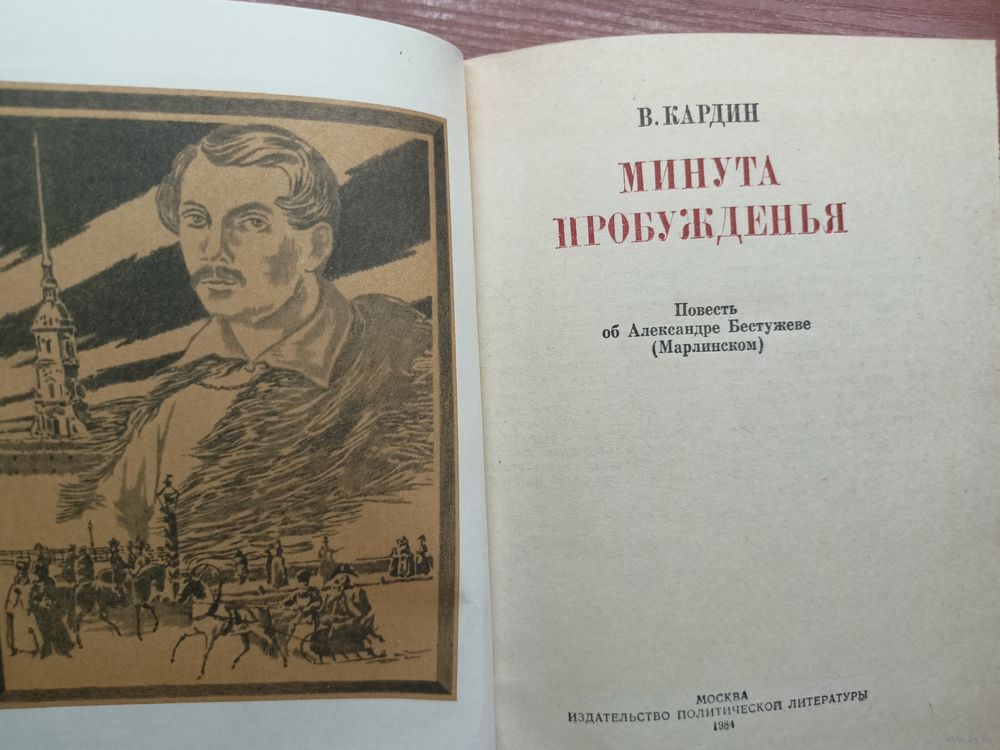 В. КАРДИН
МИНУТА
ПРОБУЖДЕНЬЯ
Повесть
об Александре Бестужеве
(Марлинском)
МОСКВА
ИЗДАТЕЛЬСТВО ПОЛИТИЧЕСКОЙ ЛИТЕРАТУРЫ
1984